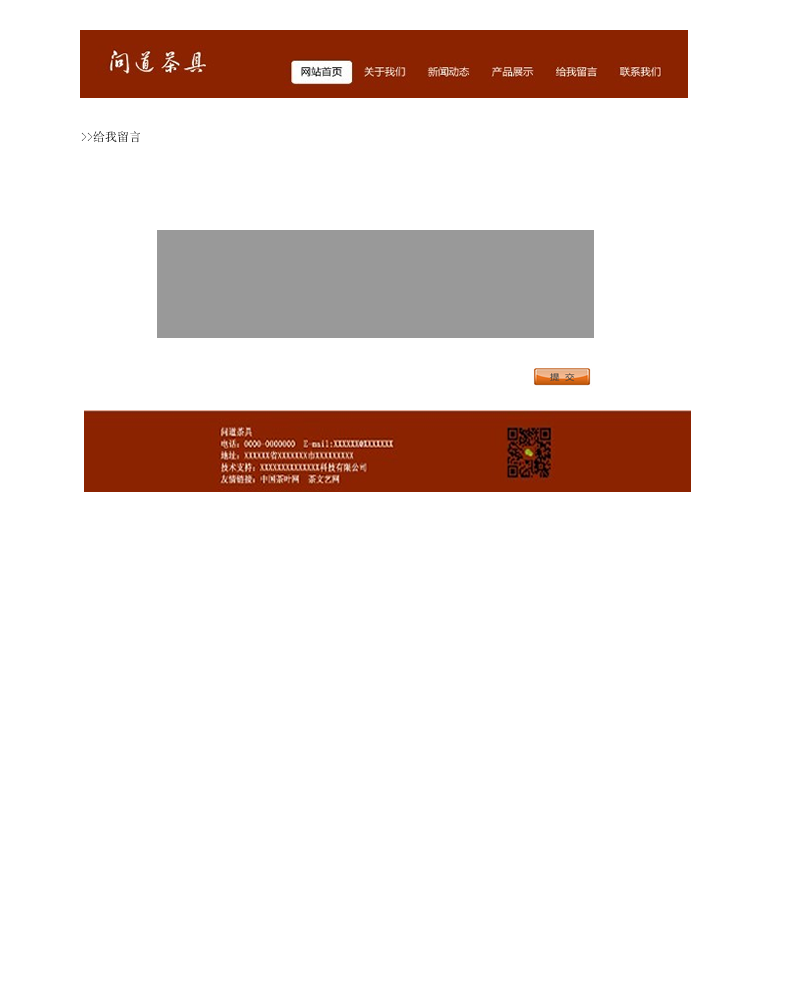 问道茶具
网站首页 关于我们 新闻动态 产品展示 给我留言 联系我们
>>给我留言
提 交
问道茶具
电话：0000-0000000 E-mail:XXXXXX@XXXXXXX
地址：XXXXXX省XXXXXXX市XXXXXXXXX
技术支持：XXXXXXXXXXXXXX科技有限公司
友情链接：中国茶叶网 茶文艺网